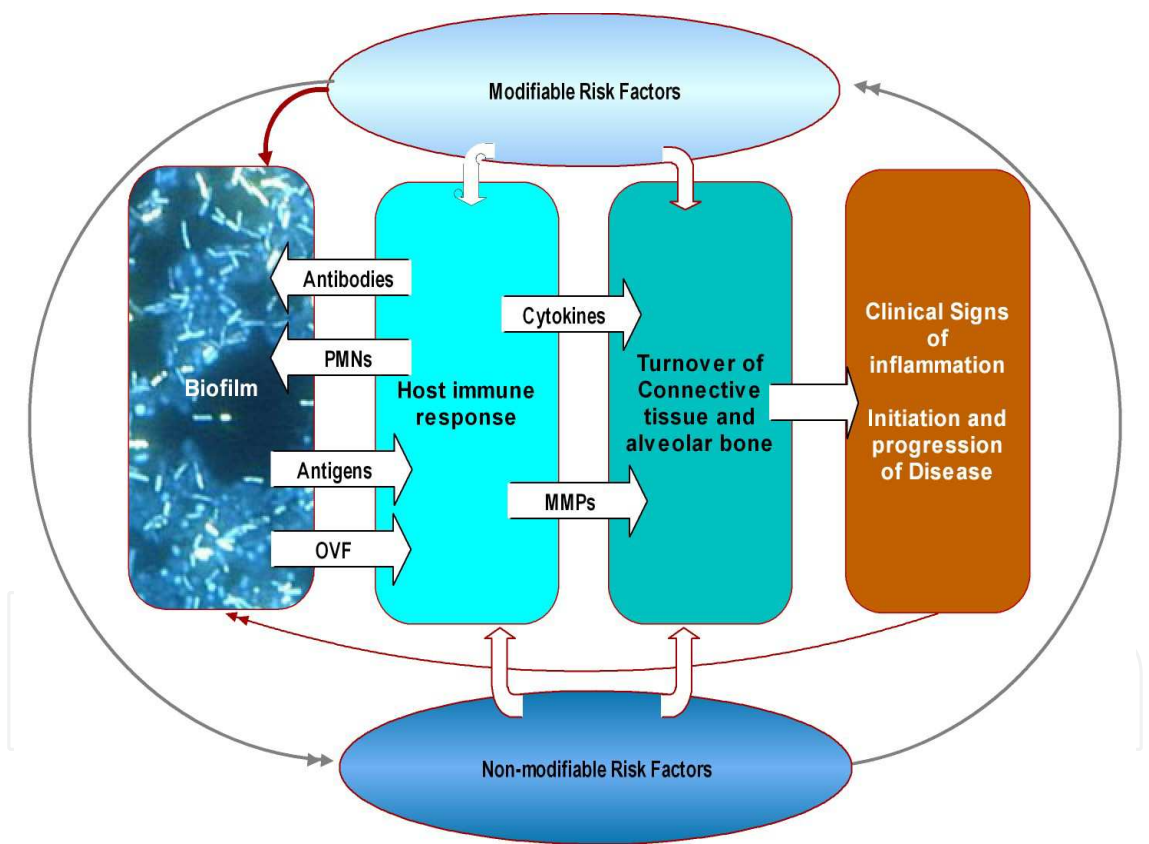 Modifiable Risk Factors
Antibodies
PMNs
Biofilm
Antigens
OVF
Host immune
response
Cytokines
MMPs
Turnover of
Connective
tissue and
alveolar bone
Clinical Signs
of
inflammation
Initiation and
progression
of Disease
Non-modifiable Risk Factors